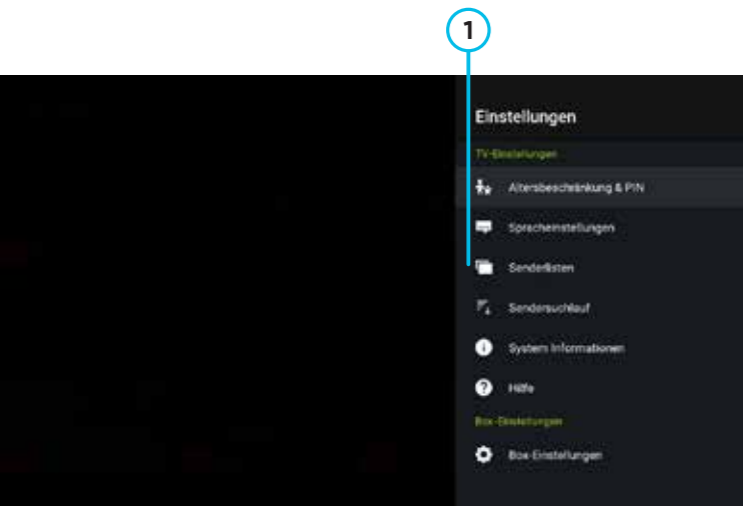 1
Einstellungen
TV-Einstellungen
Altersbeschränkung & PIN
Spracheinstellungen
Senderlisten
Sendersuchlauf
System Informationen
Hilfe
Box-Einstellungen
Box-Einstellungen